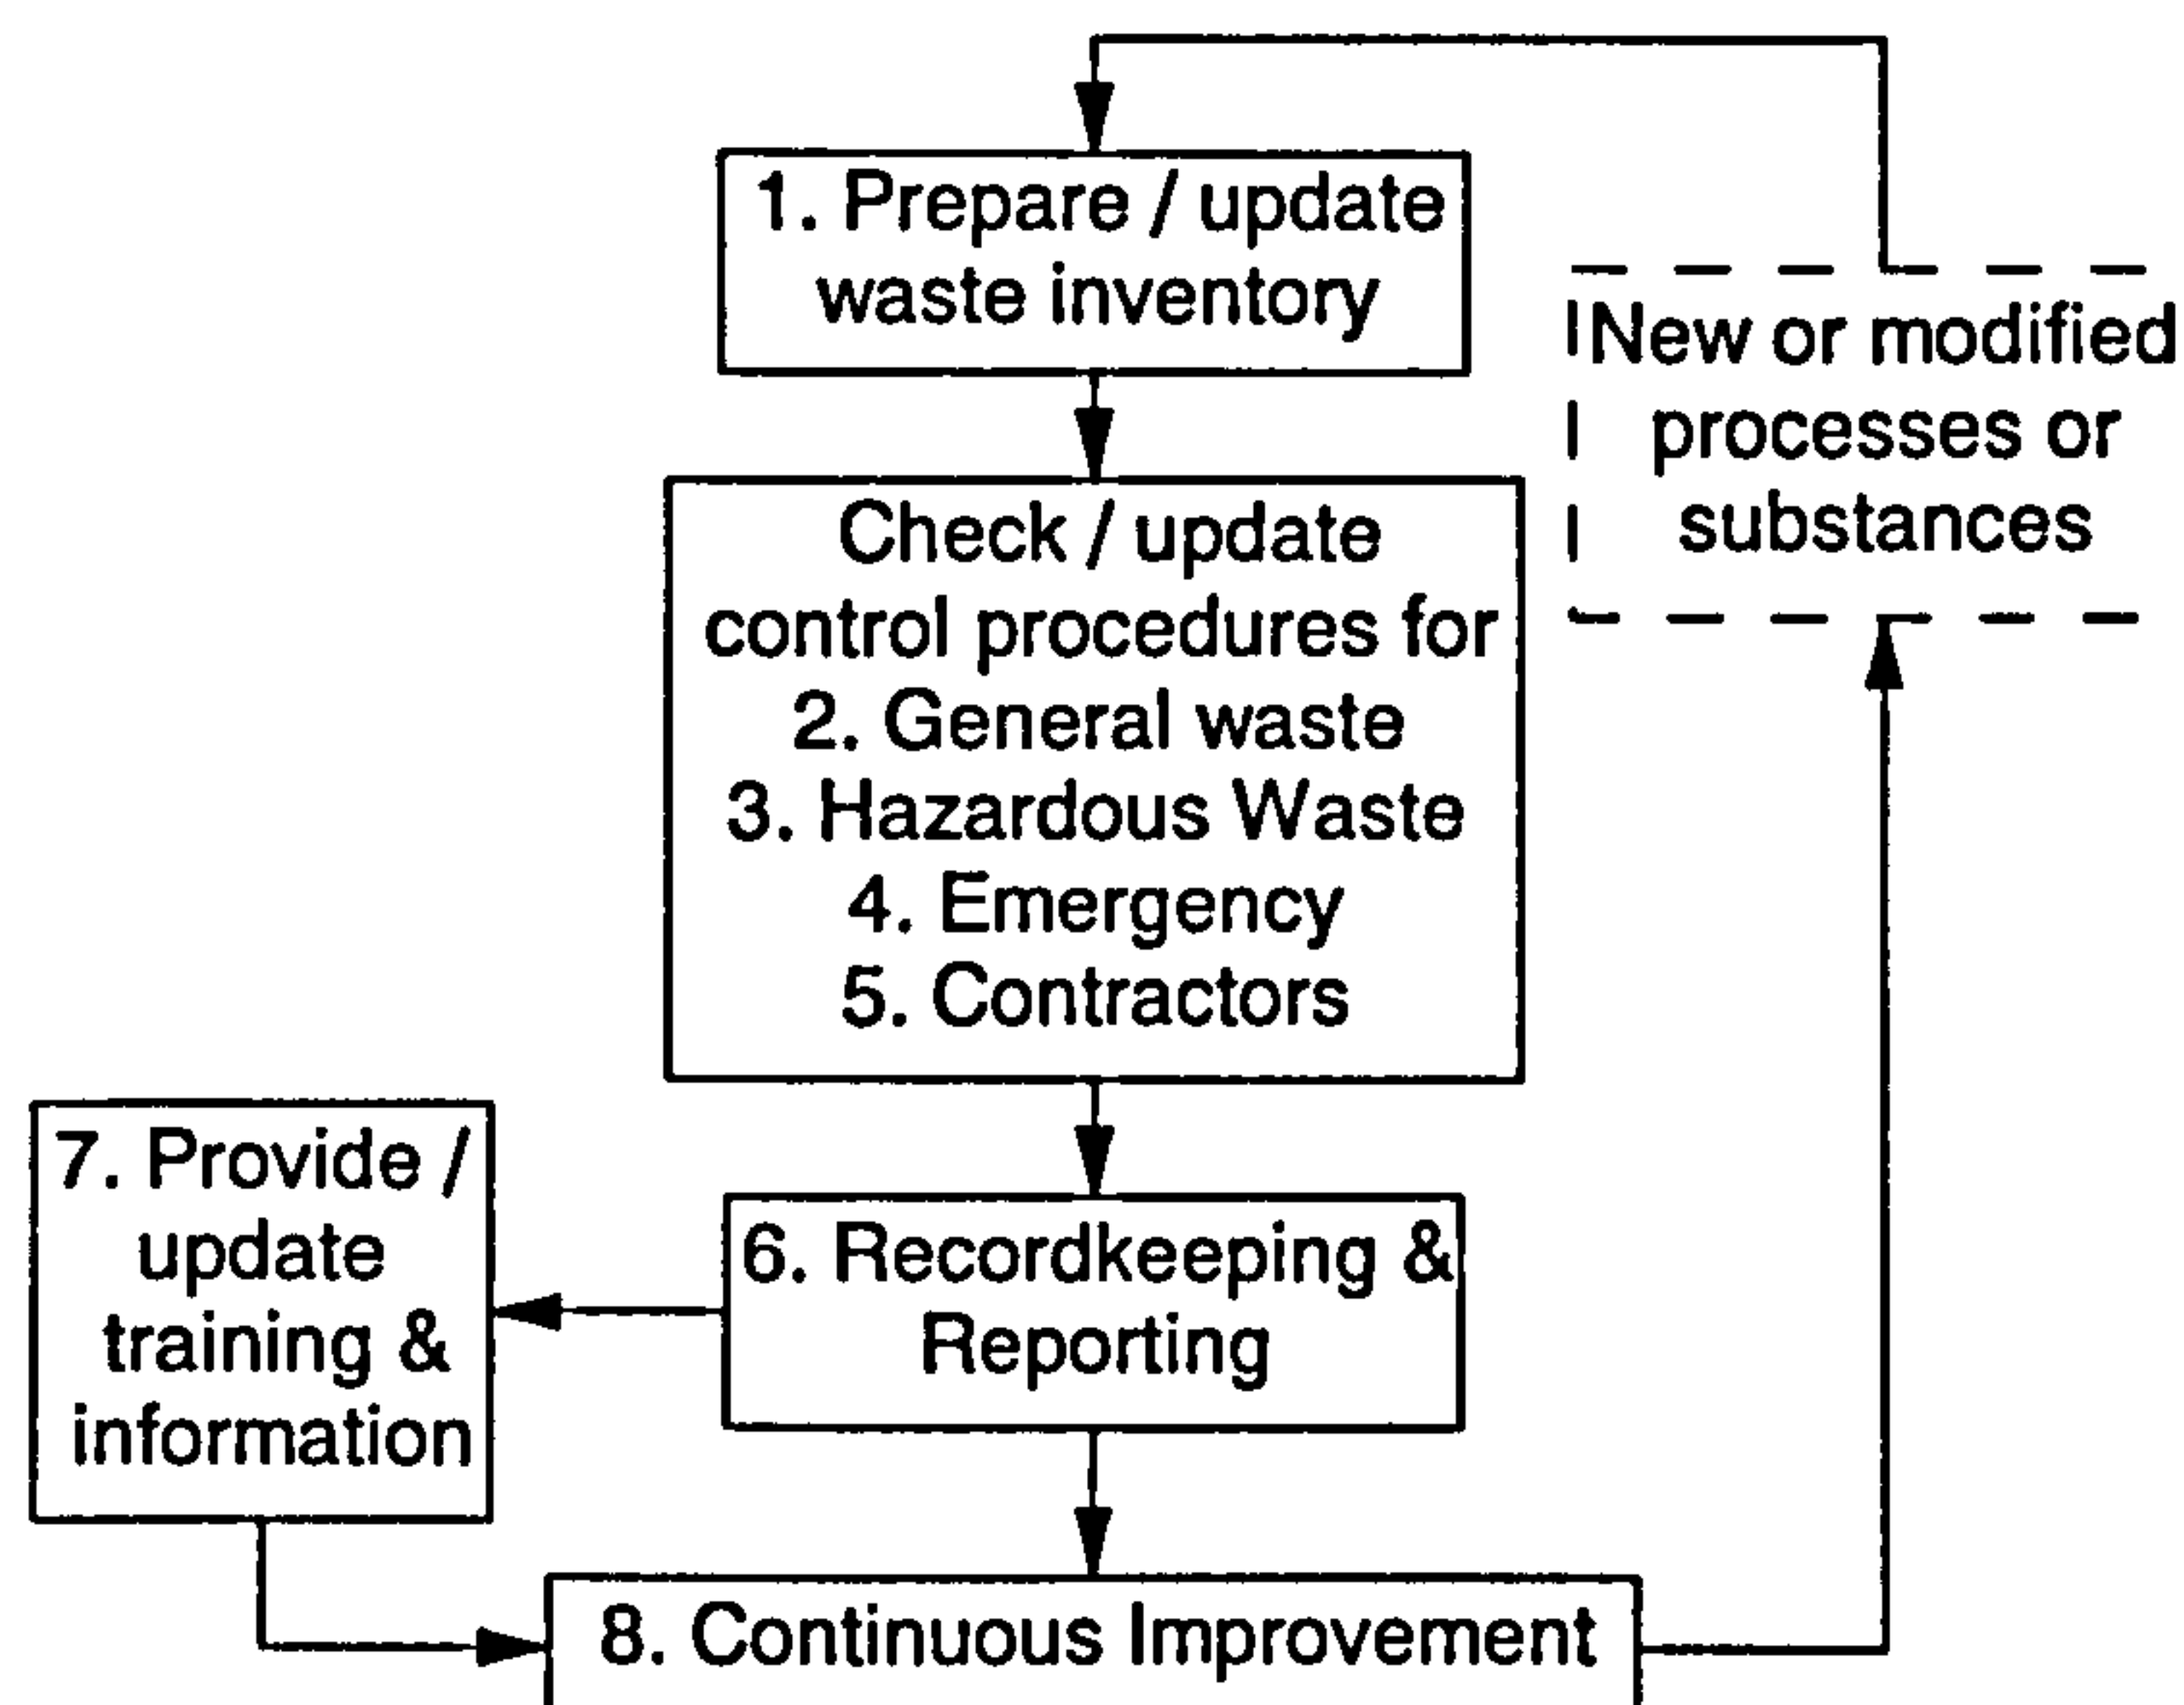 1. Prepare / update
waste inventory
New or modified
processes or
substances
Check / update
control procedures for
2. General waste
3. Hazardous Waste
4. Emergency
5. Contractors
7. Provide /
update
training &
information
6. Recordkeeping &
Reporting
8. Continuous Improvement